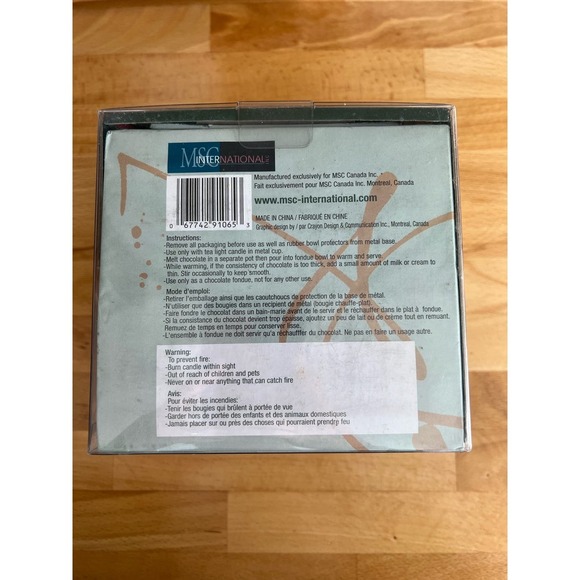 MSC
INTERNATIONAL
Manufactured exclusively for MSC Canada Inc.
Fait exclusivement pour MSC Canada Inc. Montreal, Canada
www.msc-international.com
0 67742 91065 3
MADE IN CHINA / FABRIQUÉ EN CHINE
Graphic design by / par Crayon Design & Communication Inc., Montreal, Canada
Instructions:
-Remove all packaging before use as well as rubber bowl protectors from metal base.
-Use only with tea light candle in metal cup.
-Melt chocolate in a separate pot then pour into fondue bowl to warm and serve.
-While warming, if the consistency of chocolate is too thick, add a small amount of milk or cream to
thin. Stir occasionally to keep smooth.
-Use only as a chocolate fondue, not for any other use.
Mode d'emploi:
-Retirer l'emballage ainsi que les caoutchoucs da protection de la base de métal.
-N'utiliser que des bougies dans un recipient de métal (bougie chauffe-plat).
-Faire fondre le chocolat dans un bain-marie avant de le servir et le réchauffer dans le plat à fondue.
-Si la consistance du chocolat devient trop épaisse, ajoutez un peu de lait ou de crème tout en remuant.
Remuez de temps en temps pour conserver lisse.
-L'ensemble à fondue ne doit servir qu'a réchauffer du chocolat. Ne pas en faire un usage autre.
Warning:
To prevent fire:
-Burn candle within sight
-Out of reach of children and pets
-Never on or near anything that can catch fire
Avis:
Pour éviter les incendies:
-Tenir les bougies qui brûlent à portée de vue
-Garder hors de portée des enfants et des animaux domestiques
-Jamais placer sur ou près des choses qui pourraient prendre feu